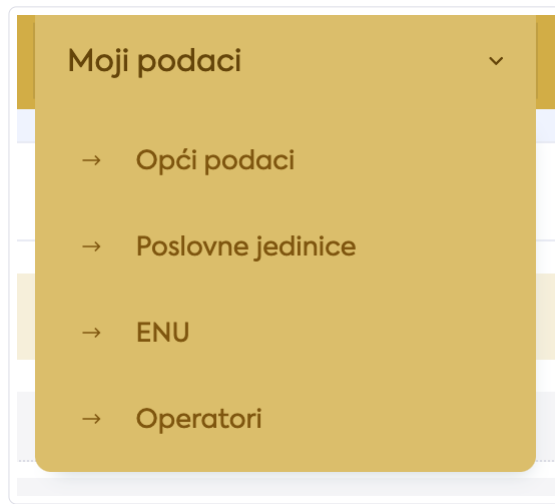 Moji podaci
→ Opći podaci
→ Poslovne jedinice
→ ENU
→ Operatori